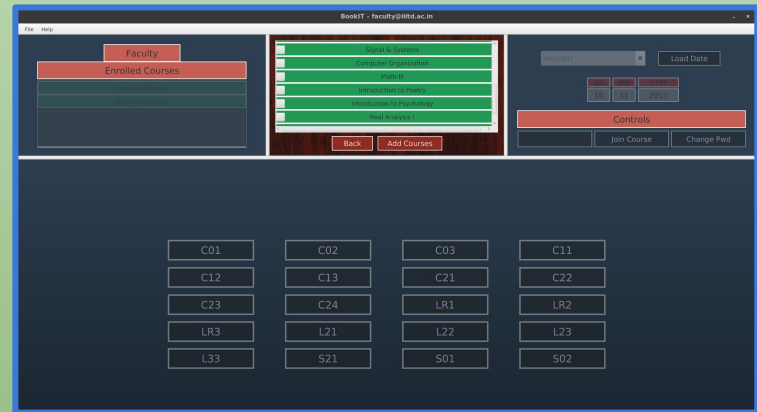 BookIT - faculty@iiitd.ac.in
File Help
Faculty
Enrolled Courses
Signal & Systems
Computer Organization
Math-III
Introduction to Poetry
Introduction to Psychology
Real Analysis I
Back Add Courses
Load Date
16 11 2017
Controls
Join Course Change Pwd
C01 C02 C03 C11
C12 C13 C21 C22
C23 C24 LR1 LR2
LR3 L21 L22 L23
L33 S21 S01 S02